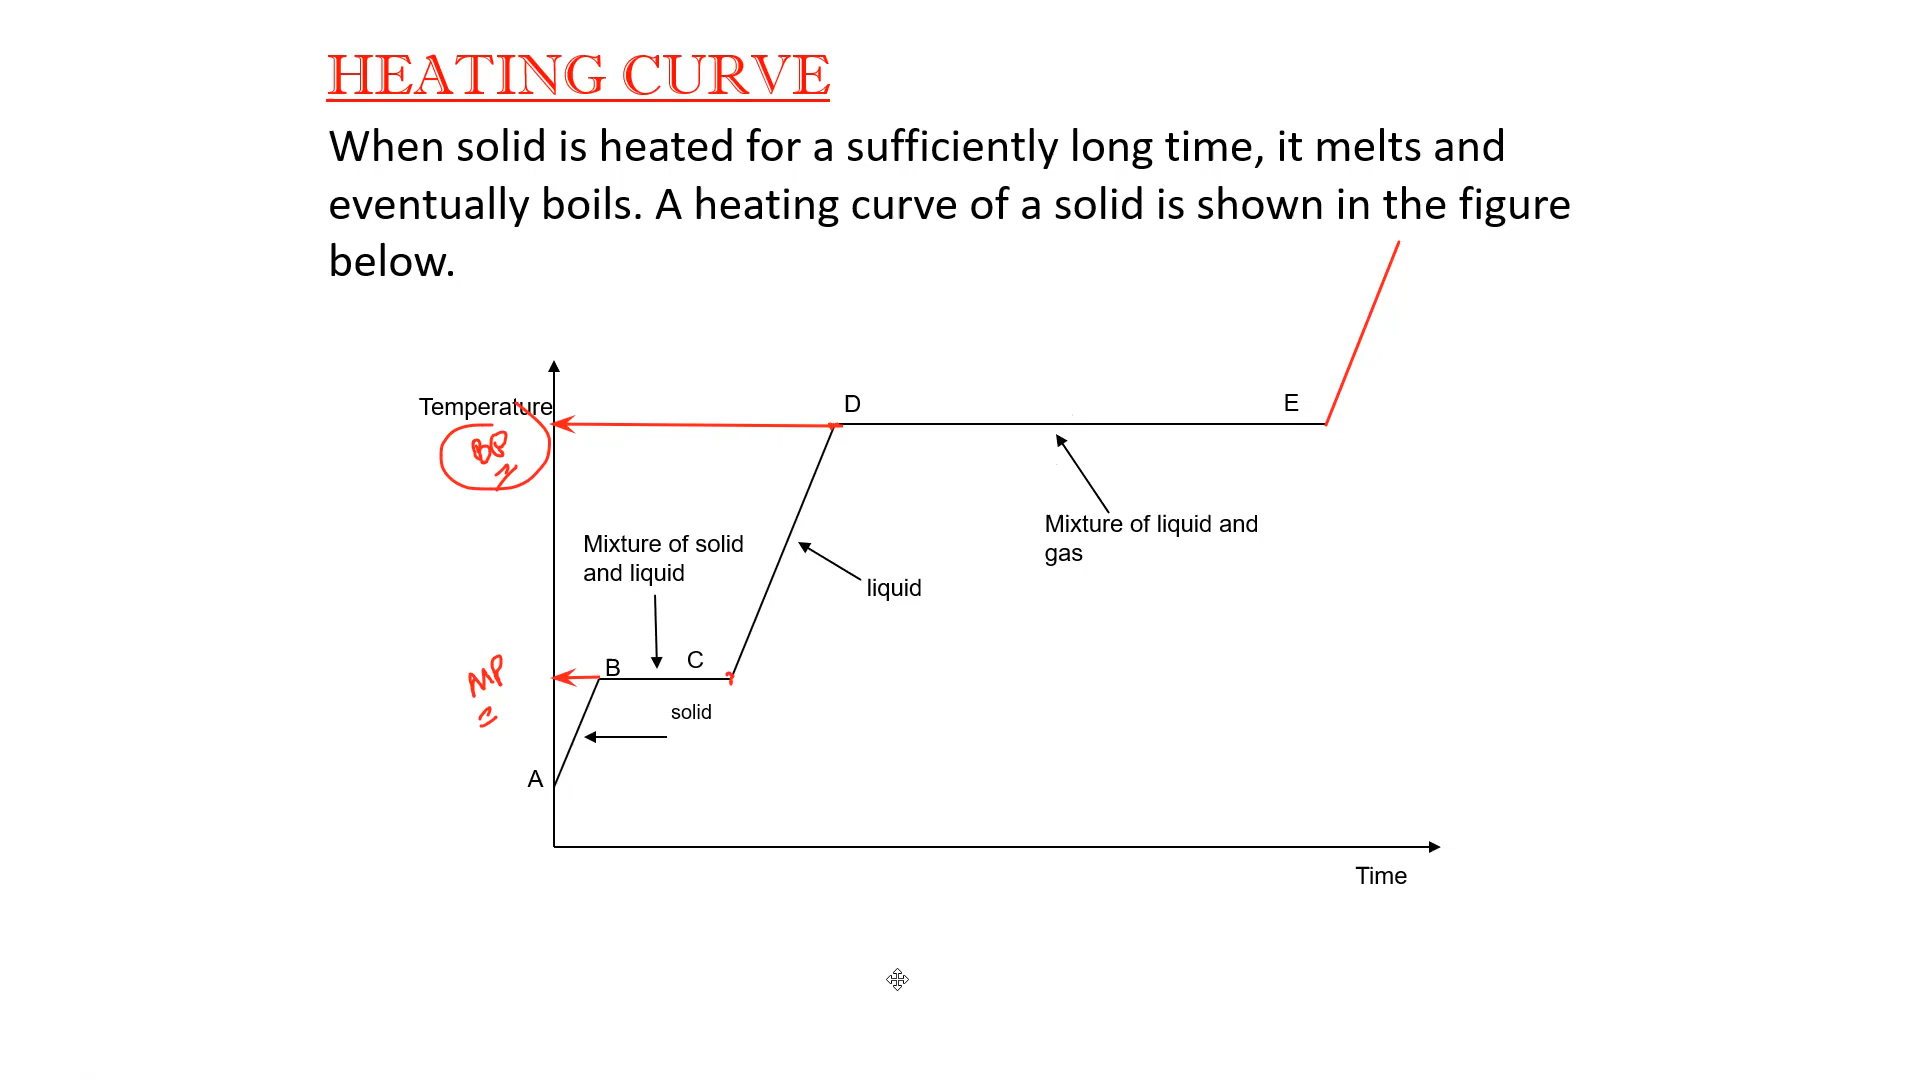 HEATING CURVE
When solid is heated for a sufficiently long time, it melts and
eventually boils. A heating curve of a solid is shown in the figure
below.
Temperature
D
E
BP
Mixture of liquid and
gas
Mixture of solid
and liquid
liquid
B
C
MP
solid
A
Time